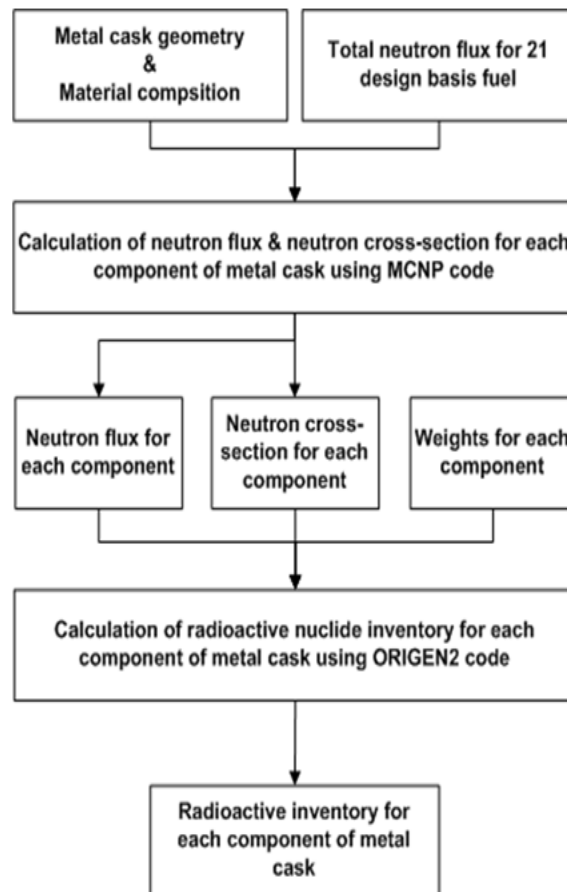 Metal cask geometry
&
Material compsition
Total neutron flux for 21
design basis fuel
Calculation of neutron flux & neutron cross-section for each
component of metal cask using MCNP code
Neutron flux for
each component
Neutron cross-
section for each
component
Weights for each
component
Calculation of radioactive nuclide inventory for each
component of metal cask using ORIGEN2 code
Radioactive inventory for
each component of metal
cask